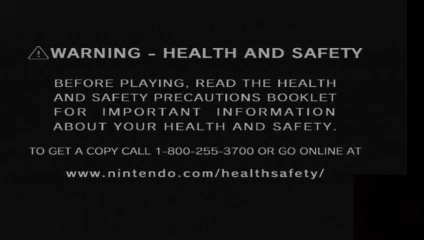 ⚠WARNING - HEALTH AND SAFETY
BEFORE PLAYING, READ THE HEALTH
AND SAFETY PRECAUTIONS BOOKLET
FOR IMPORTANT INFORMATION
ABOUT YOUR HEALTH AND SAFETY.
TO GET A COPY CALL 1-800-255-3700 OR GO ONLINE AT
www.nintendo.com/healthsafety/